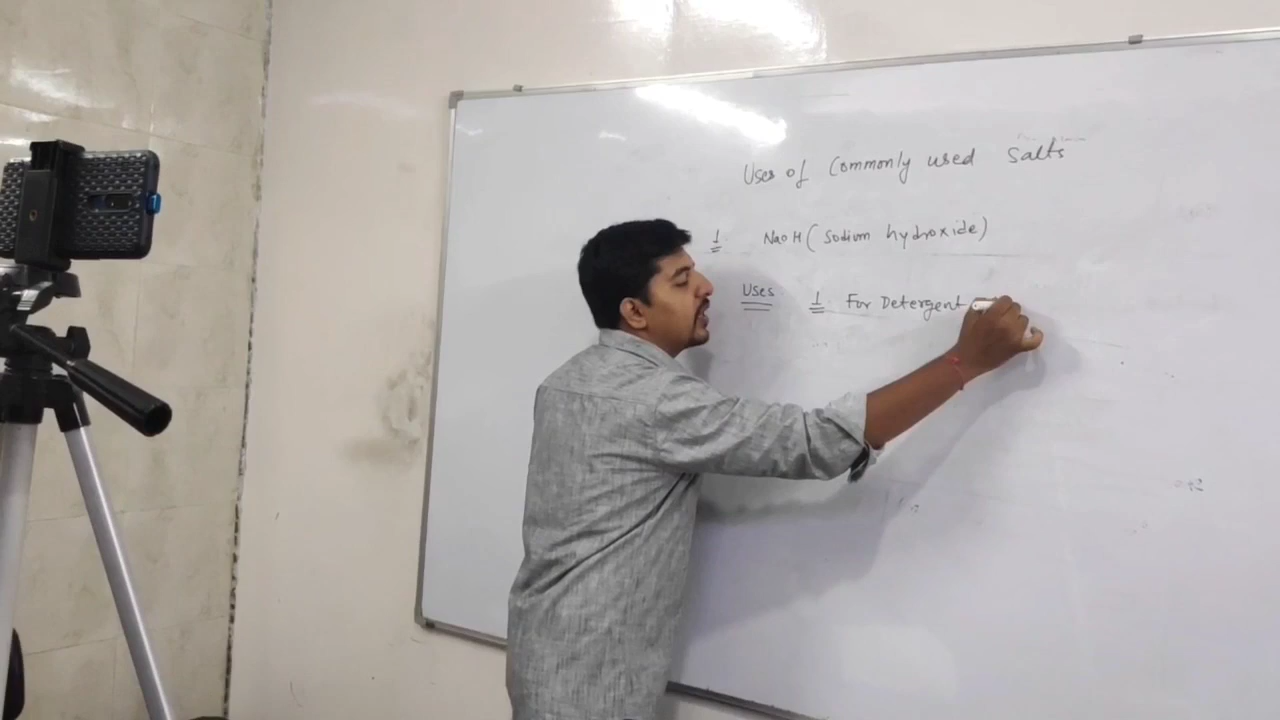 Uses of Commonly used Salts
1 NaOH (Sodium hydroxide)
Uses 1 For Detergent